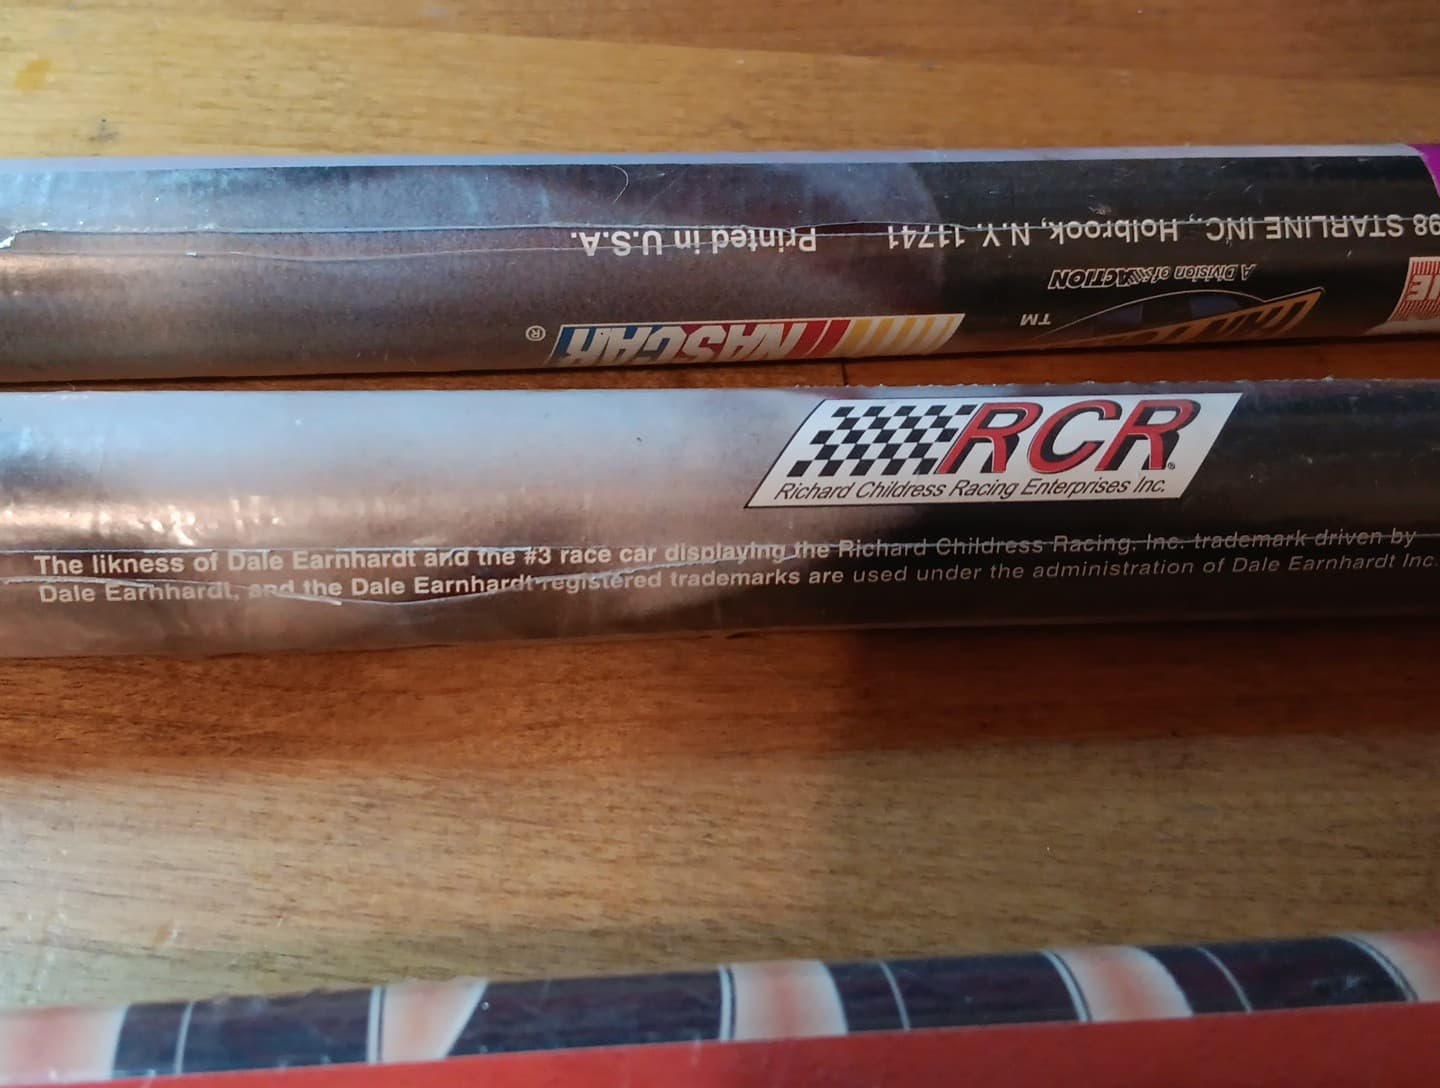 98 STARLINE INC., Holbrook, N.Y. 11741 Printed in U.S.A.
A Division of ACTION
TM
NASCAR ®
RCR ®
Richard Childress Racing Enterprises Inc.
The likness of Dale Earnhardt and the #3 race car displaying the Richard Childress Racing, Inc. trademark driven by
Dale Earnhardt, and the Dale Earnhardt registered trademarks are used under the administration of Dale Earnhardt Inc.